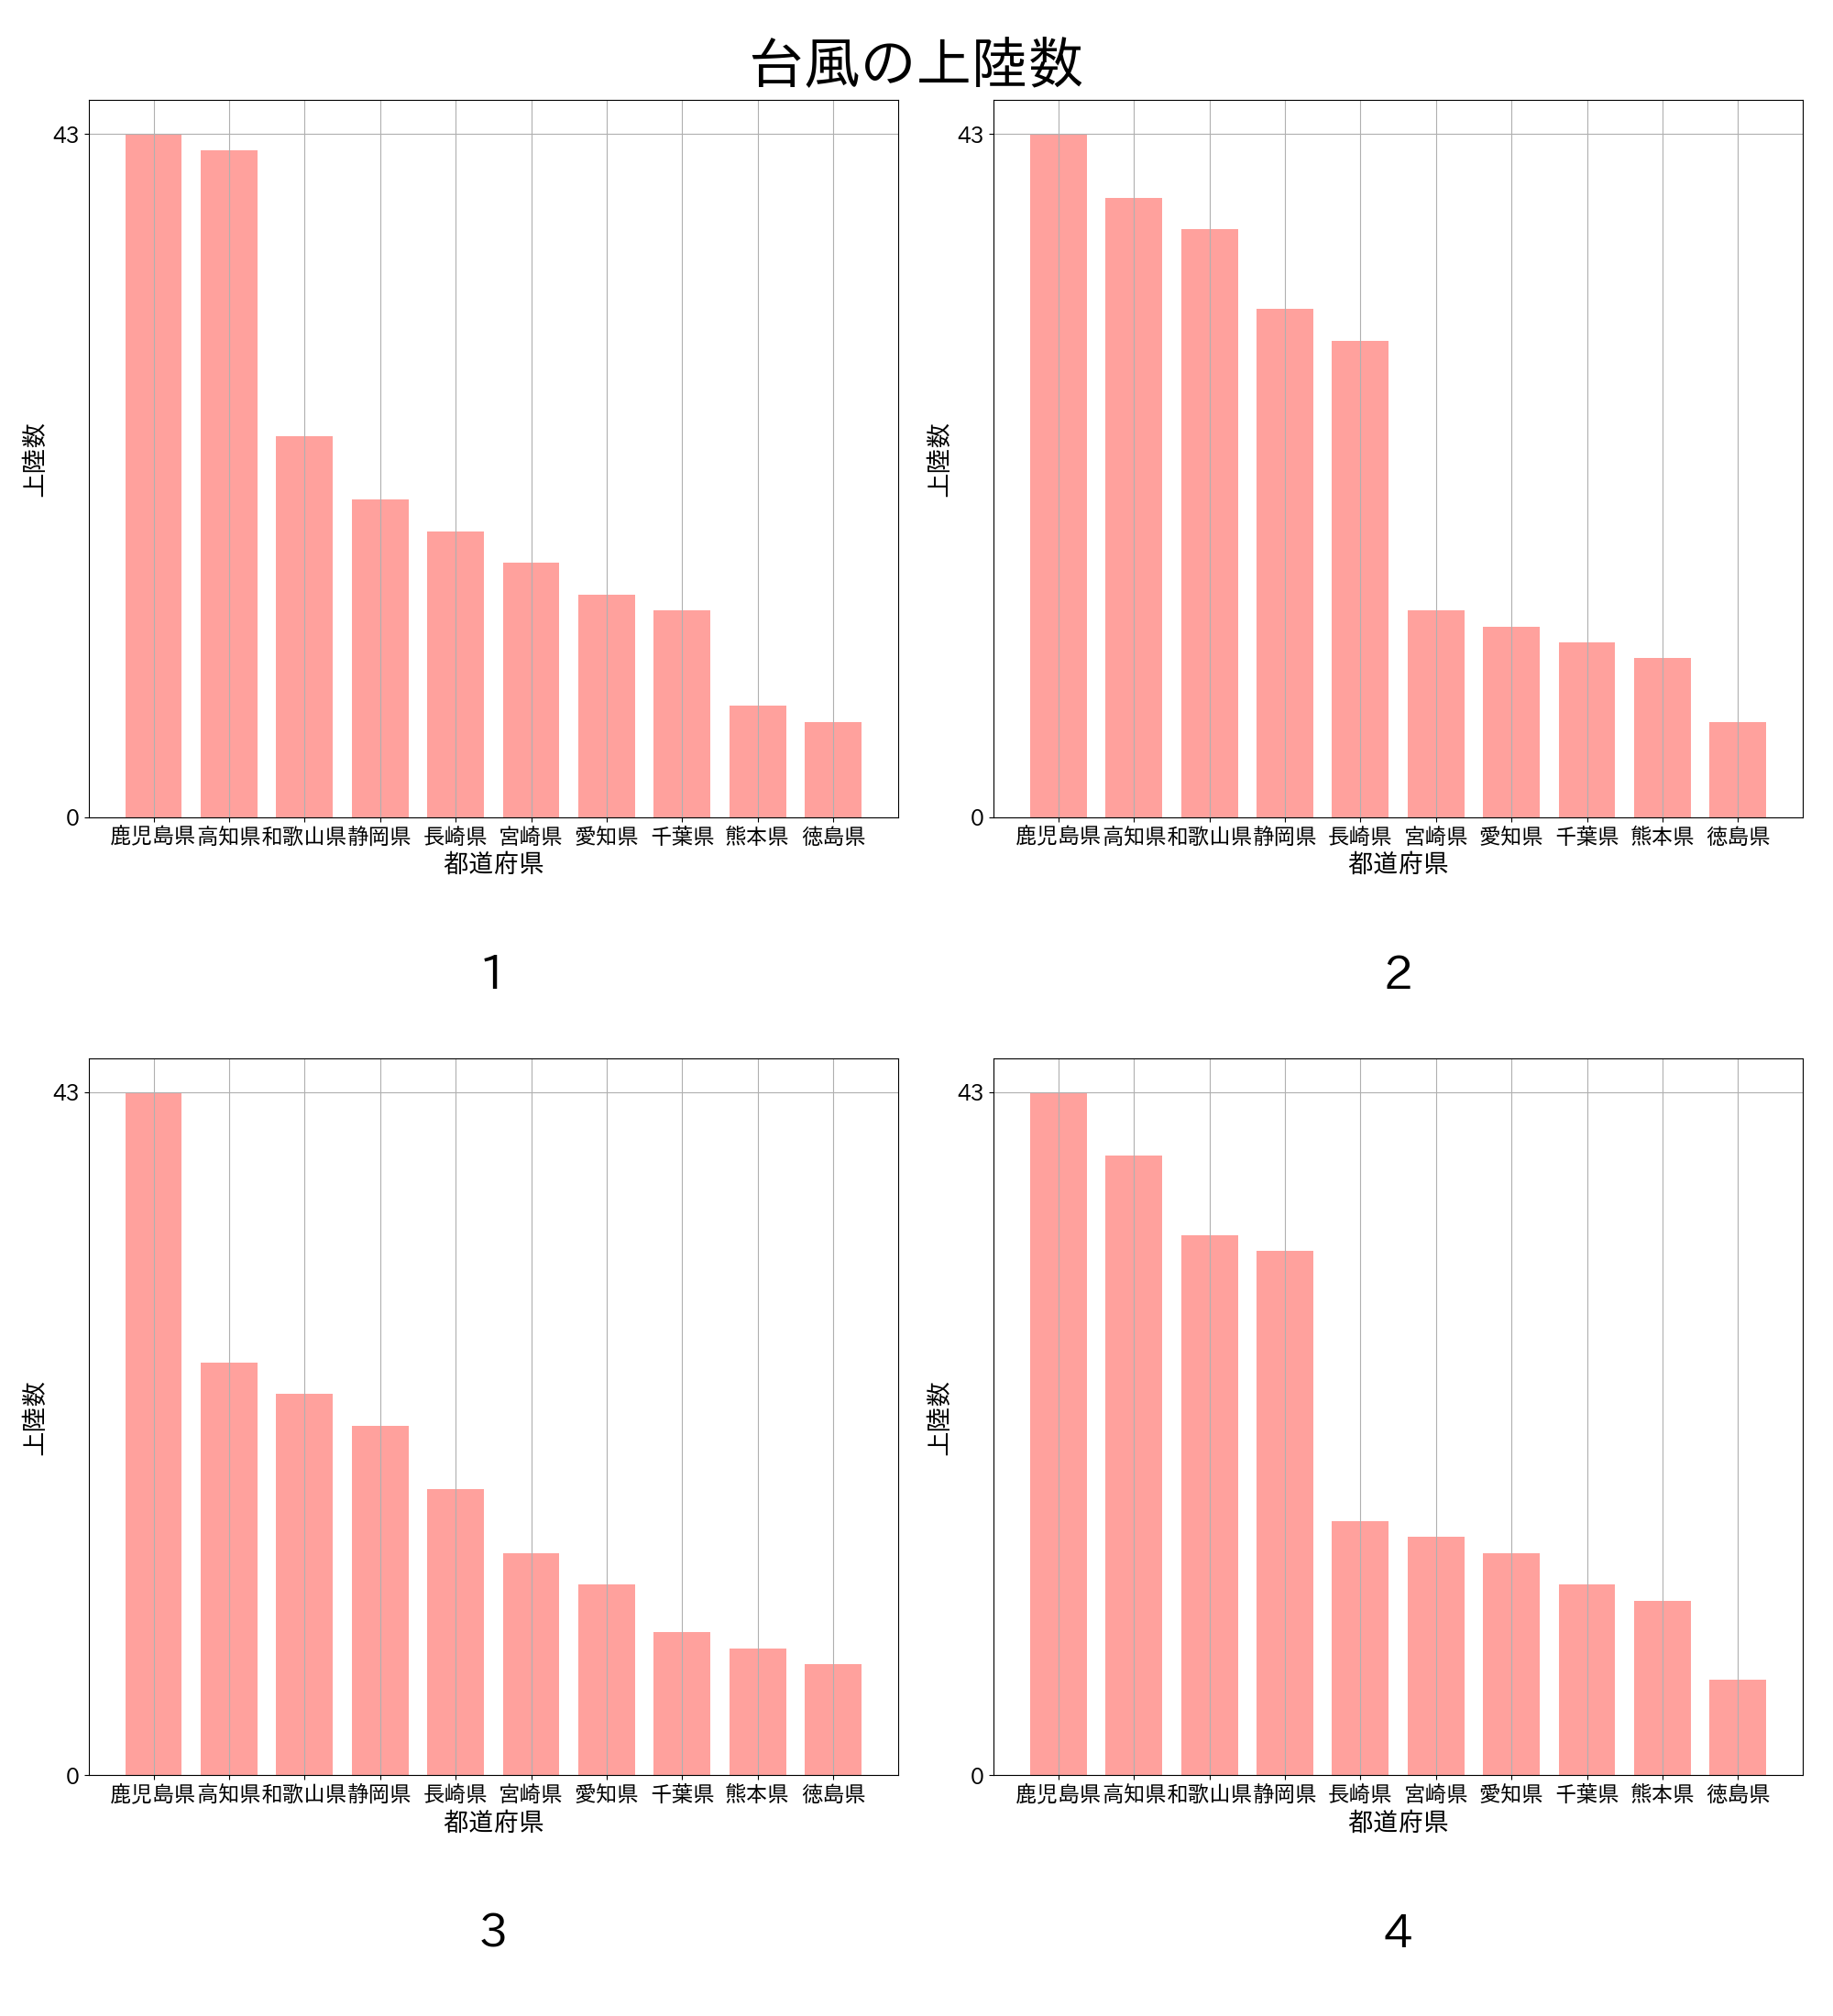 台風の上陸数
43
0
上陸数
鹿児島県 高知県 和歌山県 静岡県 長崎県 宮崎県 愛知県 千葉県 熊本県 徳島県
都道府県
1
43
0
上陸数
鹿児島県 高知県 和歌山県 静岡県 長崎県 宮崎県 愛知県 千葉県 熊本県 徳島県
都道府県
2
43
0
上陸数
鹿児島県 高知県 和歌山県 静岡県 長崎県 宮崎県 愛知県 千葉県 熊本県 徳島県
都道府県
3
43
0
上陸数
鹿児島県 高知県 和歌山県 静岡県 長崎県 宮崎県 愛知県 千葉県 熊本県 徳島県
都道府県
4